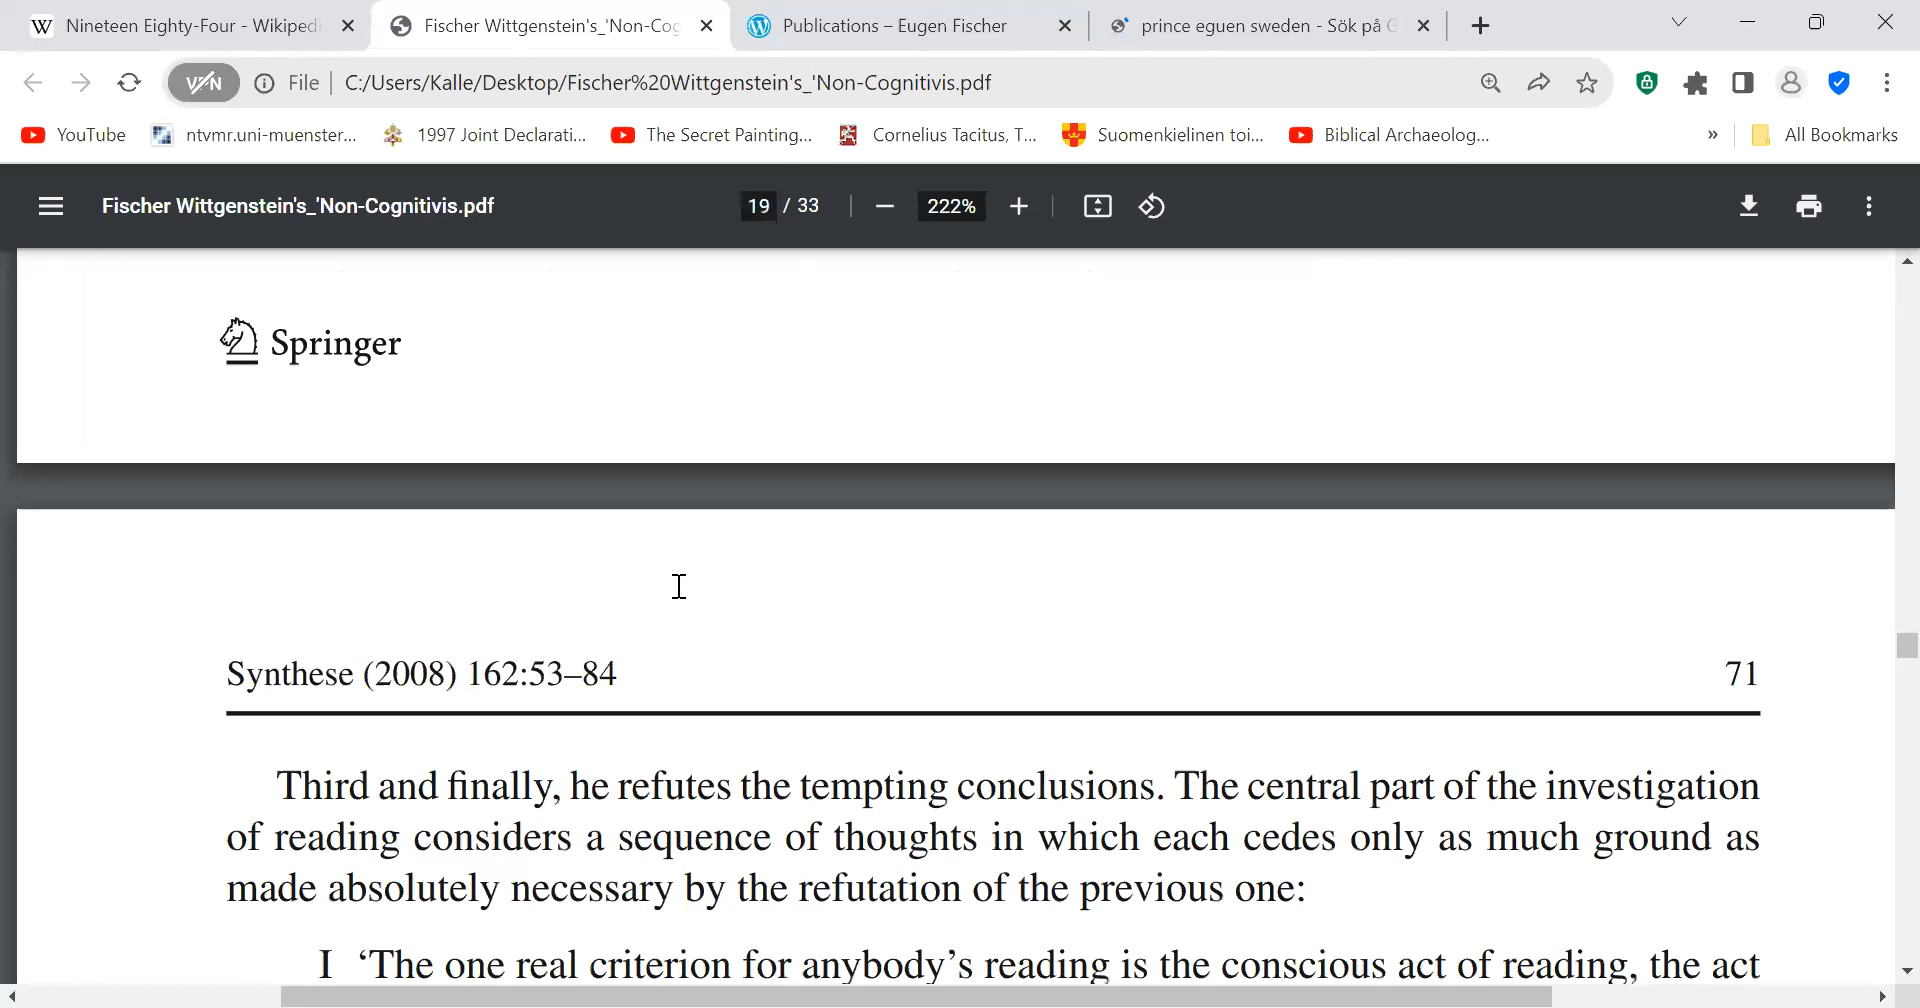 Nineteen Eighty-Four - Wikiped
Fischer Wittgenstein's_'Non-Cog
Publications – Eugen Fischer
prince eguen sweden - Sök på G
VPN
File
C:/Users/Kalle/Desktop/Fischer%20Wittgenstein's_'Non-Cognitivis.pdf
YouTube
ntvmr.uni-muenster...
1997 Joint Declarati...
The Secret Painting...
Cornelius Tacitus, T...
Suomenkielinen toi...
Biblical Archaeolog...
»
All Bookmarks
Fischer Wittgenstein's_'Non-Cognitivis.pdf
19 / 33
222%
Springer
Synthese (2008) 162:53–84
71
Third and finally, he refutes the tempting conclusions. The central part of the investigation
of reading considers a sequence of thoughts in which each cedes only as much ground as
made absolutely necessary by the refutation of the previous one:
I ‘The one real criterion for anybody’s reading is the conscious act of reading, the act